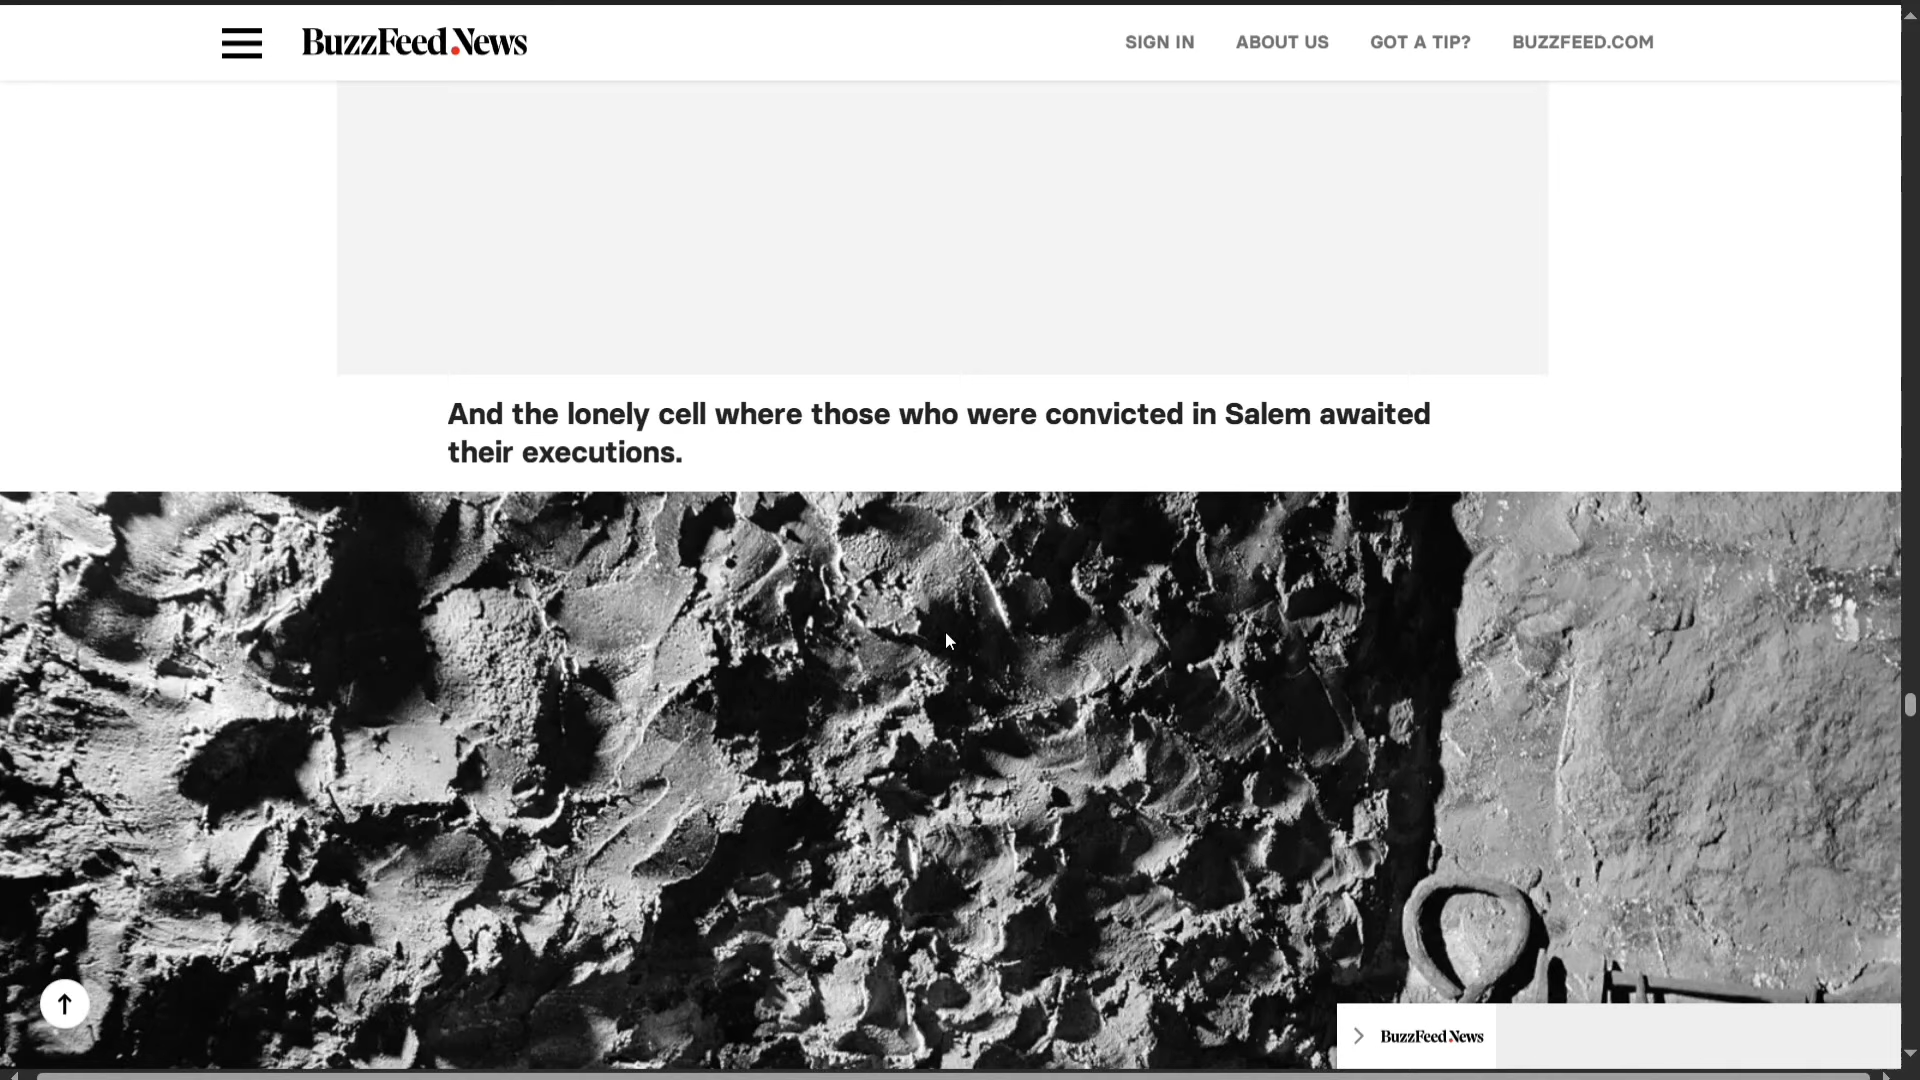 BuzzFeed News
SIGN IN
ABOUT US
GOT A TIP?
BUZZFEED.COM
And the lonely cell where those who were convicted in Salem awaited
their executions.
BuzzFeed News